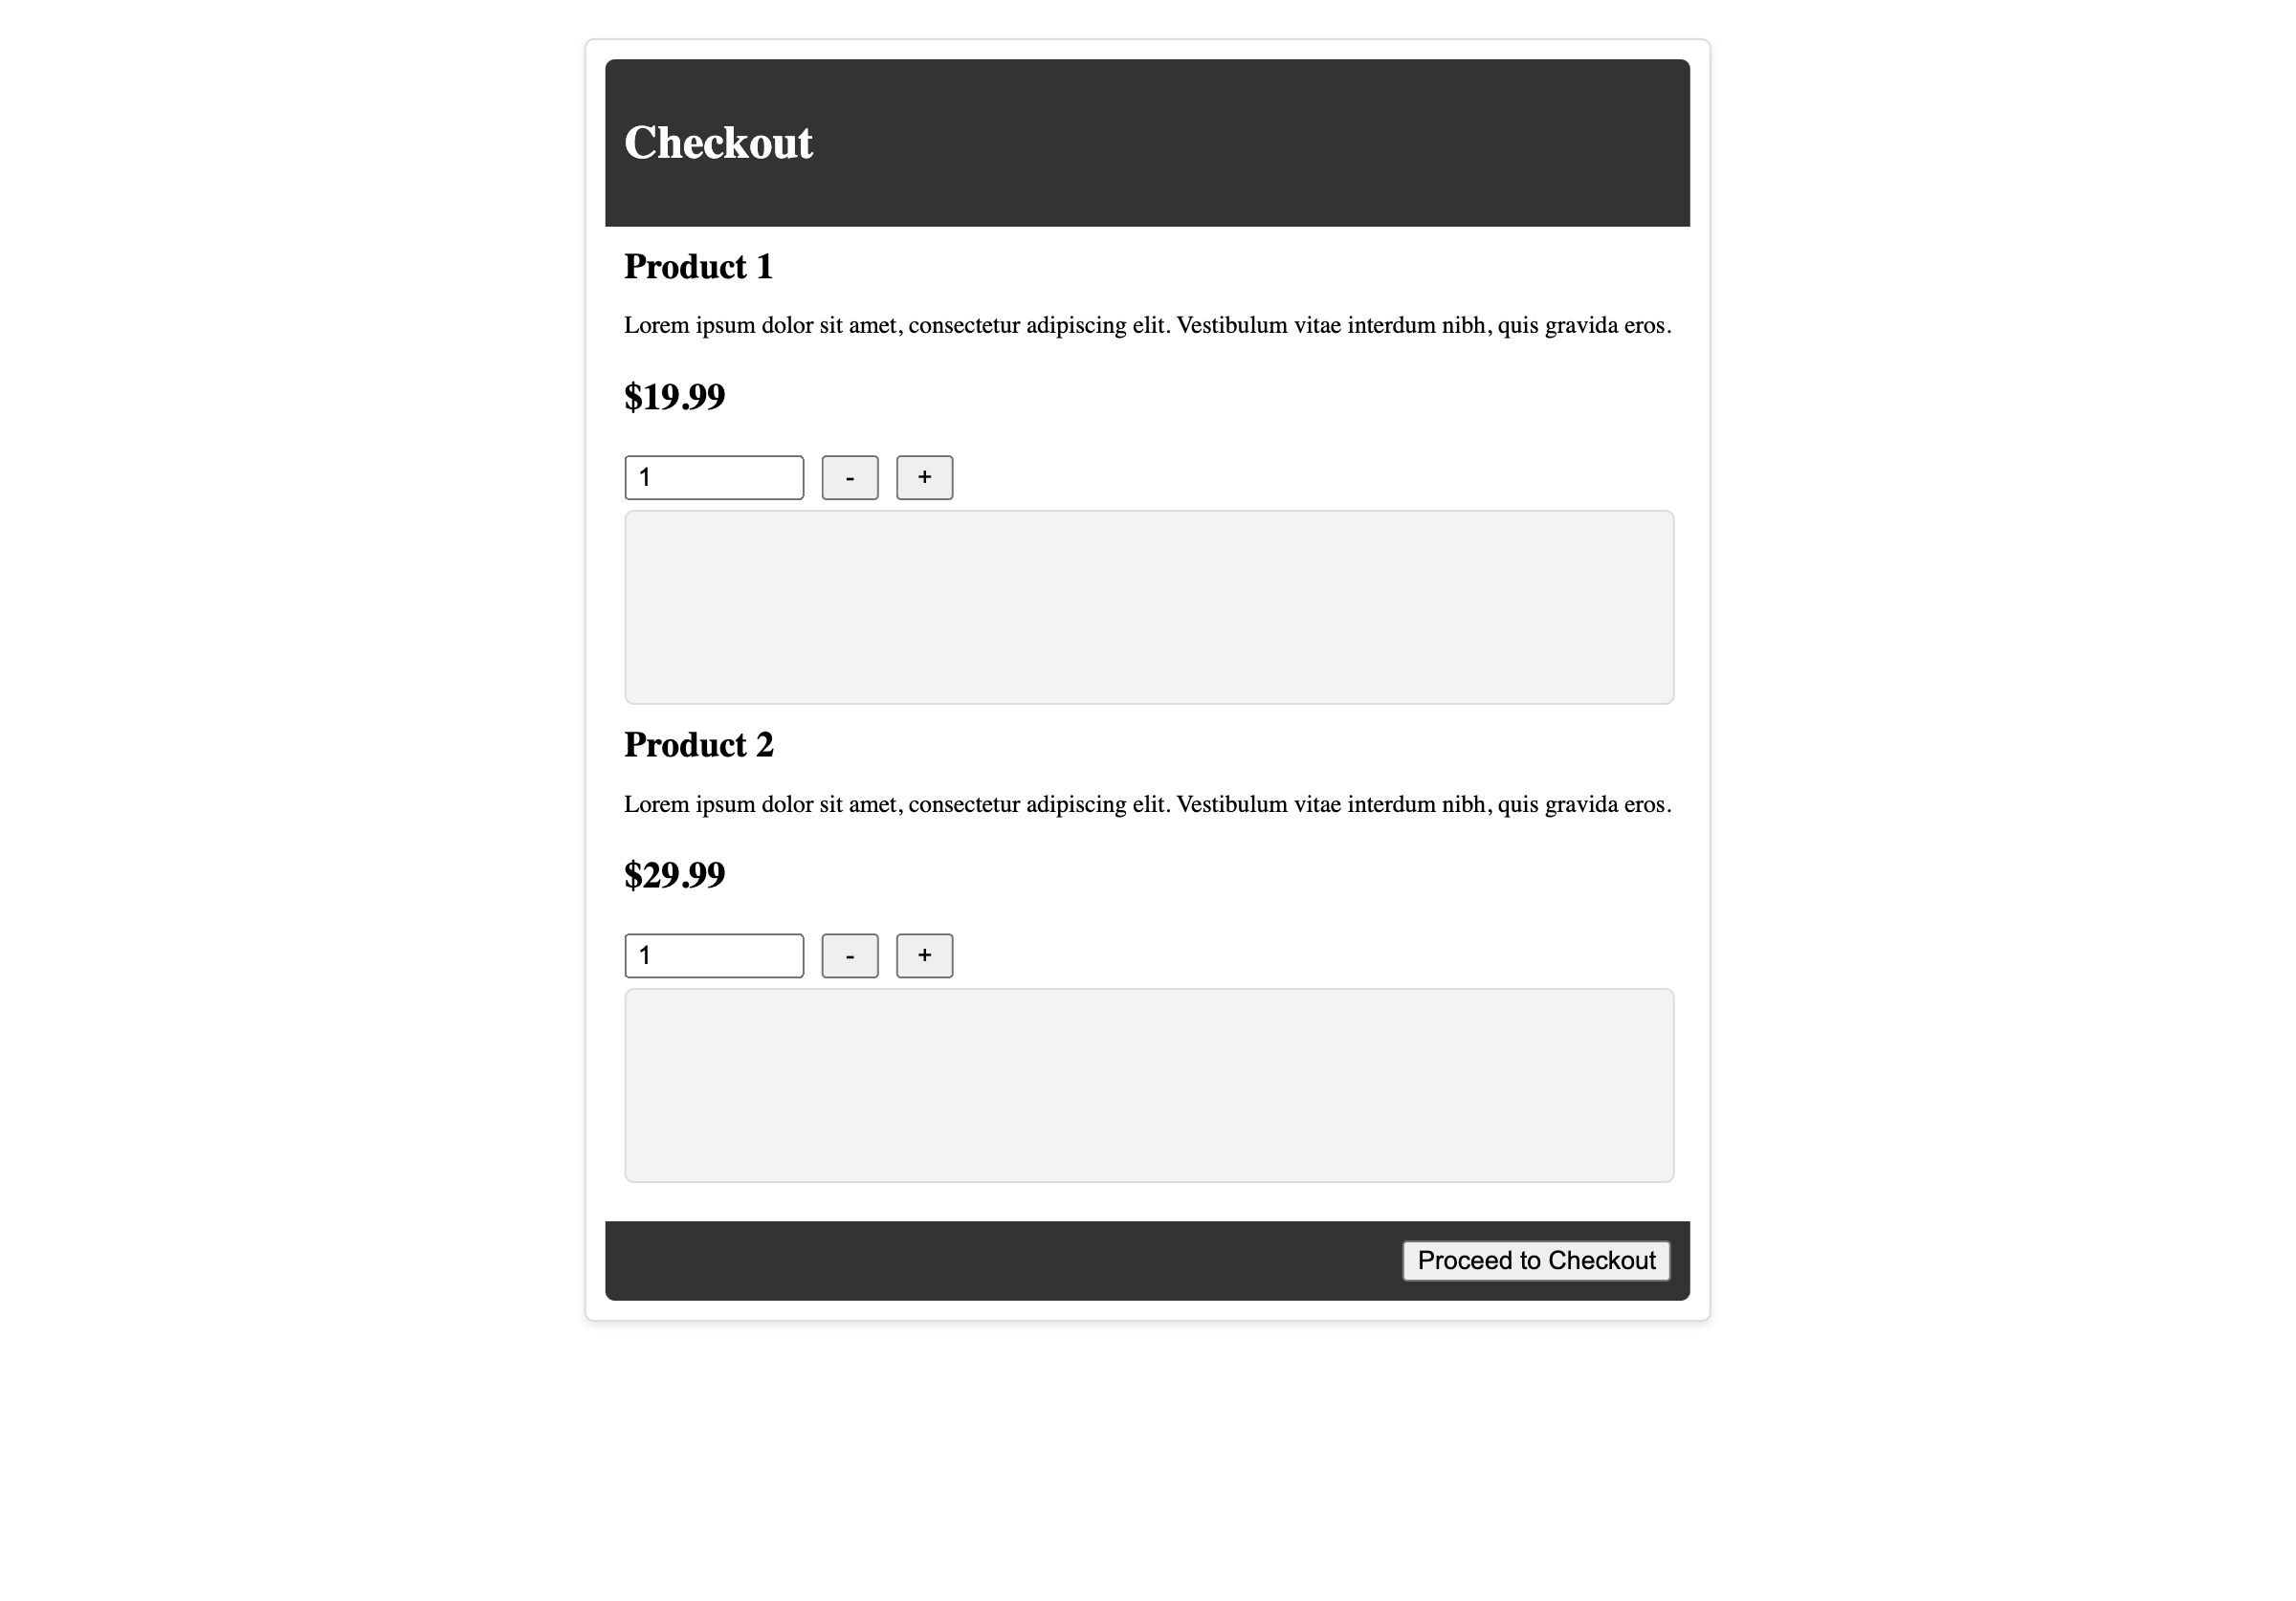 Checkout
Product 1
Lorem ipsum dolor sit amet, consectetur adipiscing elit. Vestibulum vitae interdum nibh, quis gravida eros.
$19.99
1 - +
Product 2
Lorem ipsum dolor sit amet, consectetur adipiscing elit. Vestibulum vitae interdum nibh, quis gravida eros.
$29.99
1 - +
Proceed to Checkout